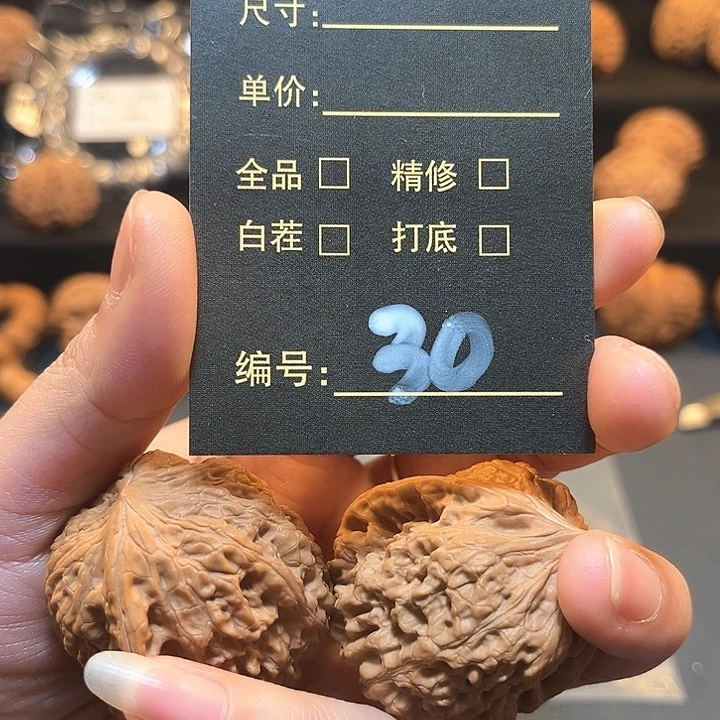 尺寸:
单价:
全品 □ 精修 □
白茬 □ 打底 □
编号: 30